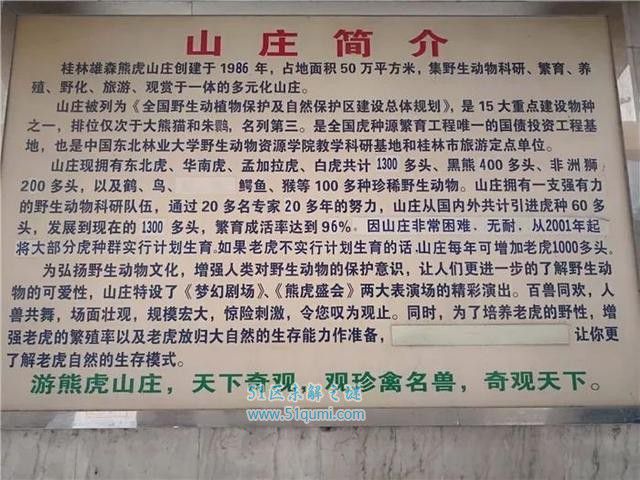 山庄简介
桂林雄森熊虎山庄创建于1986年，占地面积50万平方米，集野生动物科研、繁育、养
殖、野化、旅游、观赏于一体的多元化山庄。
山庄被列为《全国野生动植物保护及自然保护区建设总体规划》，是15大重点建设物种
之一，排位仅次于大熊猫和朱鹮，名列第三。是全国虎种源繁育工程唯一的国债投资工程基
地，也是中国东北林业大学野生动物资源学院教学科研基地和桂林市旅游定点单位。
山庄现拥有东北虎、华南虎、孟加拉虎、白虎共计1300多头、黑熊400多头、非洲狮
200多头，以及鹤、鸟、鳄鱼、猴等100多种珍稀野生动物。山庄拥有一支强有力
的野生动物科研队伍，通过20多名专家20多年的努力，山庄从国内外共计引进虎种60多
头，发展到现在的1300多头，繁育成活率达到96%。因山庄非常困难、无耐，从2001年起
将大部分虎种群实行计划生育。如果老虎不实行计划生育的话，山庄每年可增加老虎1000多头。
为弘扬野生动物文化，增强人类对野生动物的保护意识，让人们更进一步的了解野生动
物的可爱性，山庄特设了《梦幻剧场》、《熊虎盛会》两大表演场的精彩演出。百兽同欢，人
兽共舞，场面壮观，规模宏大，惊险刺激，令您叹为观止。同时，为了培养老虎的野性，增
强老虎的繁殖率以及老虎放归大自然的生存能力作准备，让你更
了解老虎自然的生存模式。
游熊虎山庄，天下奇观，观珍禽名兽，奇观天下。
51区未解之谜
www.51qumi.com